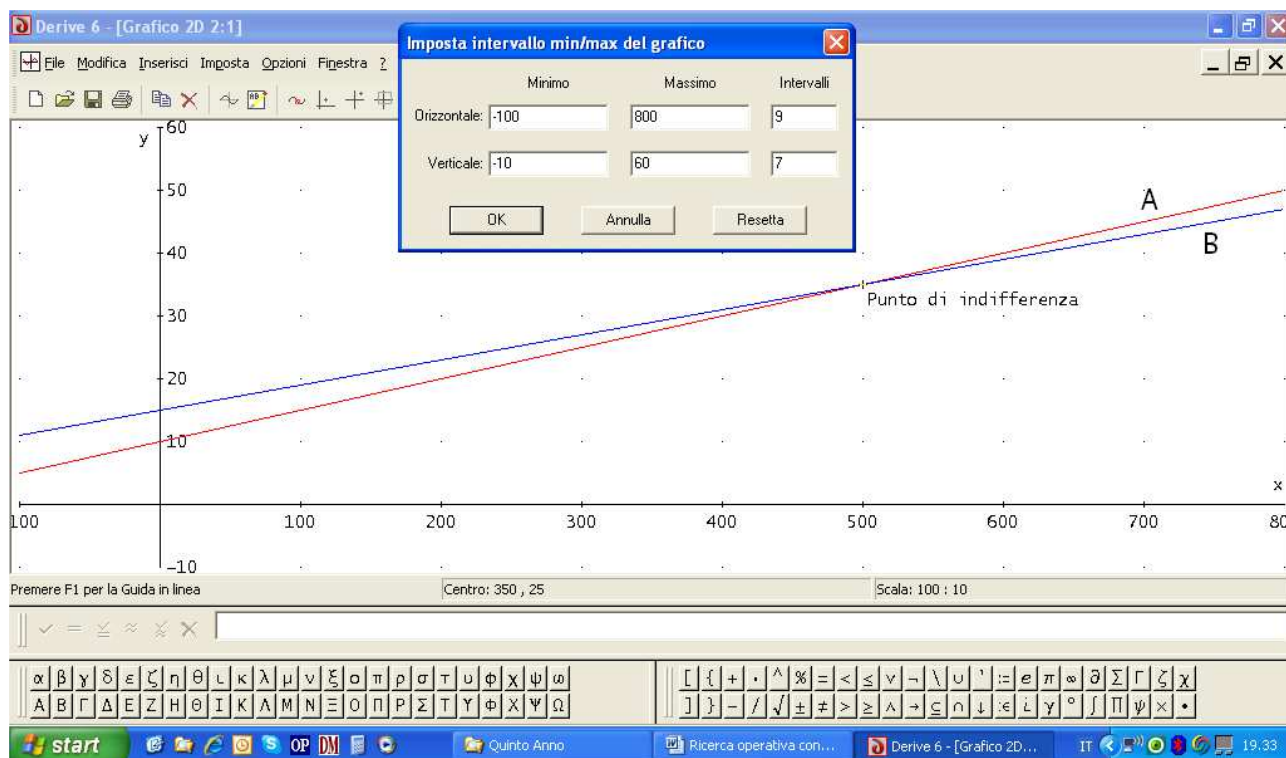 Derive 6 - [Grafico 2D 2:1]
File Modifica Inserisci Imposta Opzioni Finestra ?
Imposta intervallo min/max del grafico
Minimo Massimo Intervalli
Orizzontale: -100 800 9
Verticale: -10 60 7
OK Annulla Resetta
y 60
50
A
B
40
Punto di indifferenza
30
20
10
x
100 100 200 300 400 500 600 700 80
-10
Premere F1 per la Guida in linea Centro: 350 , 25 Scala: 100 : 10
α β γ δ ε ζ η θ ι κ λ μ ν ξ ο π ρ σ τ υ φ χ ψ ω [ { + · ^ % = < ≤ ∨ ¬ \ ∪ ' := e π ∞ ∂ Σ Γ ζ χ
Α Β Γ Δ Ε Ζ Η Θ Ι Κ Λ Μ Ν Ξ Ο Π Ρ Σ Τ Υ Φ Χ Ψ Ω ] } - / √ ± ≠ > ≥ ∧ → ⊆ ∩ ↓ :∈ i γ ° ∫ Π ψ × •
start Quinto Anno Ricerca operativa con... Derive 6 - [Grafico 2D... IT 19.33